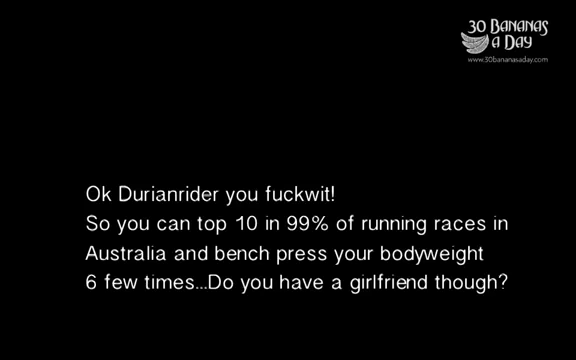 30 BANANAS
A DAY
www.30bananasaday.com
Ok Durianrider you fuckwit!
So you can top 10 in 99% of running races in
Australia and bench press your bodyweight
6 few times...Do you have a girlfriend though?